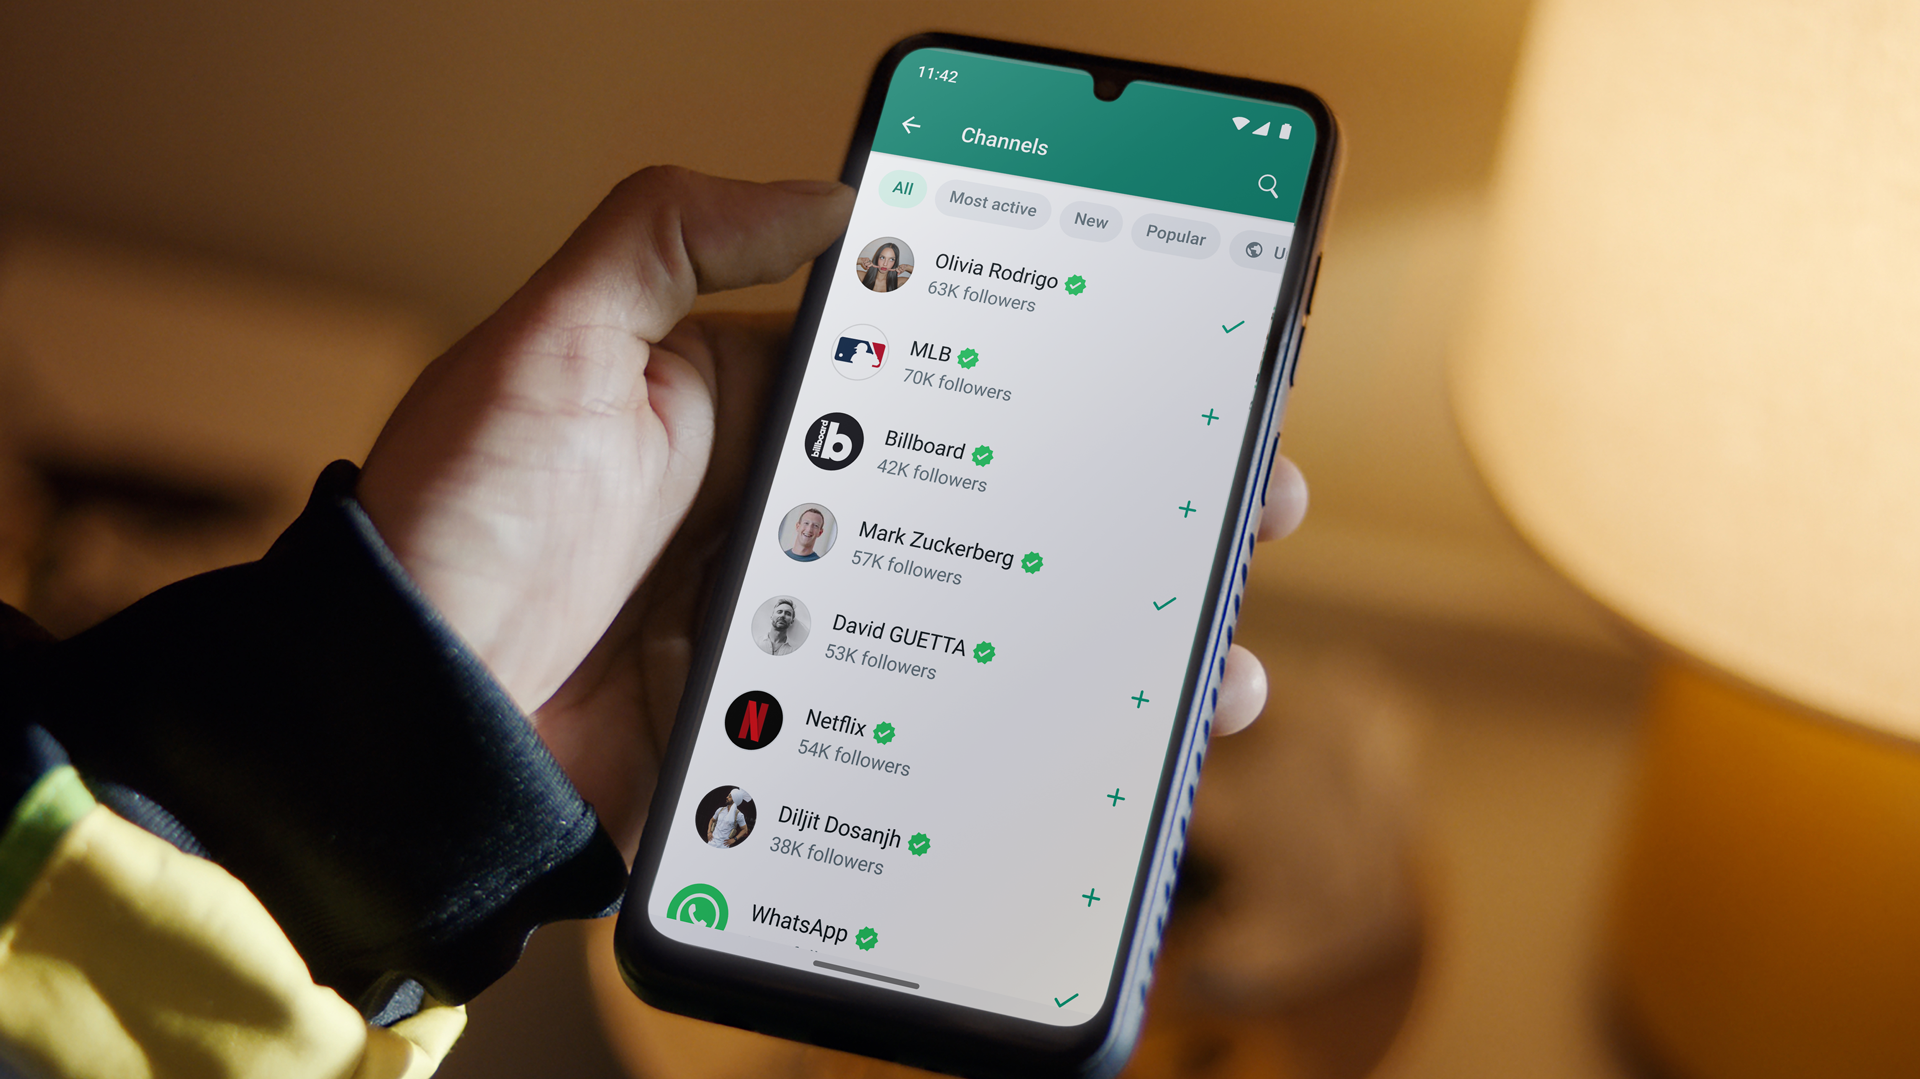 11:42
Channels
All Most active New Popular U
Olivia Rodrigo
63K followers
MLB
70K followers
billboard b
Billboard
42K followers
Mark Zuckerberg
57K followers
David GUETTA
53K followers
N
Netflix
54K followers
Diljit Dosanjh
38K followers
WhatsApp